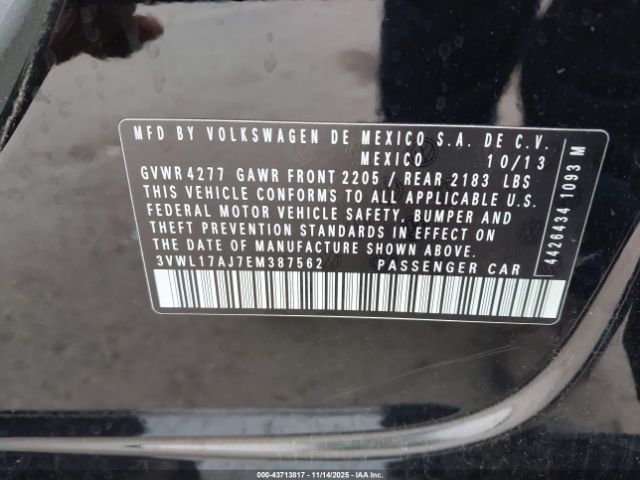 MFD BY VOLKSWAGEN DE MEXICO S.A. DE C.V.
MEXICO 10/13
GVWR 4277 GAWR FRONT 2205 / REAR 2183 LBS
THIS VEHICLE CONFORMS TO ALL APPLICABLE U.S.
FEDERAL MOTOR VEHICLE SAFETY, BUMPER AND
THEFT PREVENTION STANDARDS IN EFFECT ON
THE DATE OF MANUFACTURE SHOWN ABOVE.
3VWL17AJ7EM387562 PASSENGER CAR
4426434 1093 M
000-43713817 - 11/14/2025 - IAA Inc.